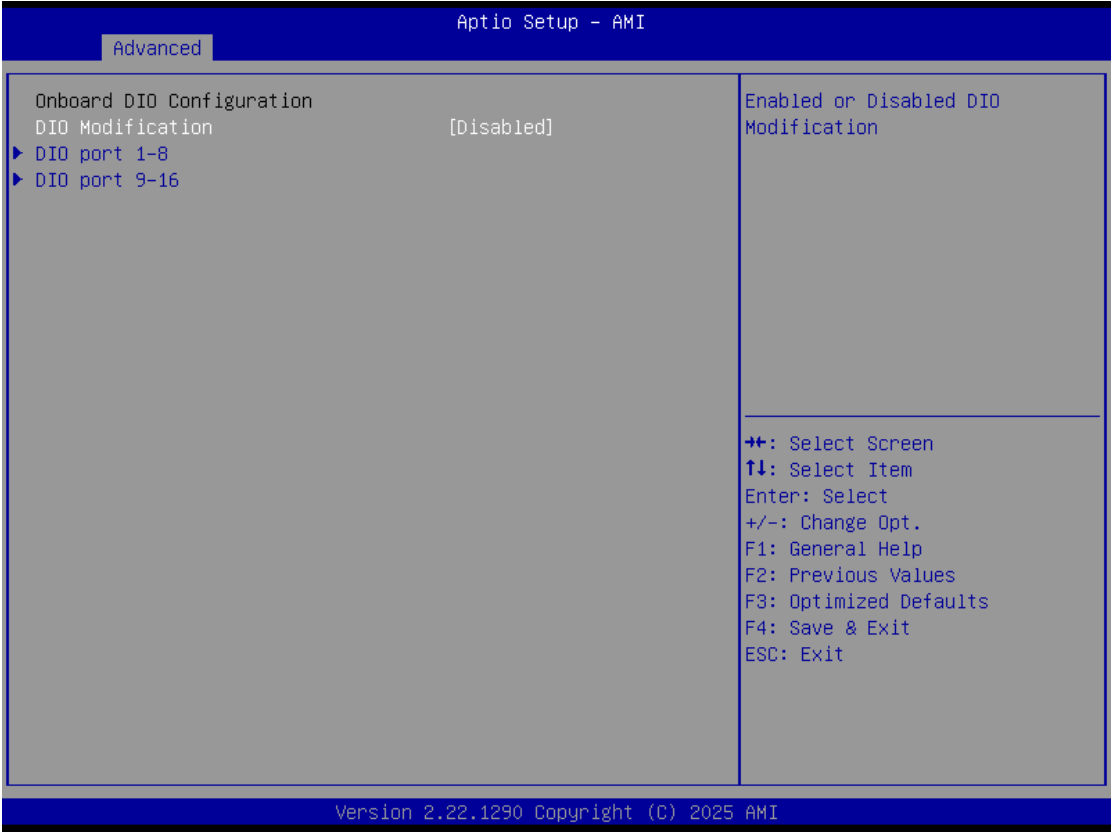 Aptio Setup – AMI
Advanced
Onboard DIO Configuration
DIO Modification [Disabled]
▶ DIO port 1-8
▶ DIO port 9-16
Enabled or Disabled DIO
Modification
→←: Select Screen
↑↓: Select Item
Enter: Select
+/-: Change Opt.
F1: General Help
F2: Previous Values
F3: Optimized Defaults
F4: Save & Exit
ESC: Exit
Version 2.22.1290 Copyright (C) 2025 AMI